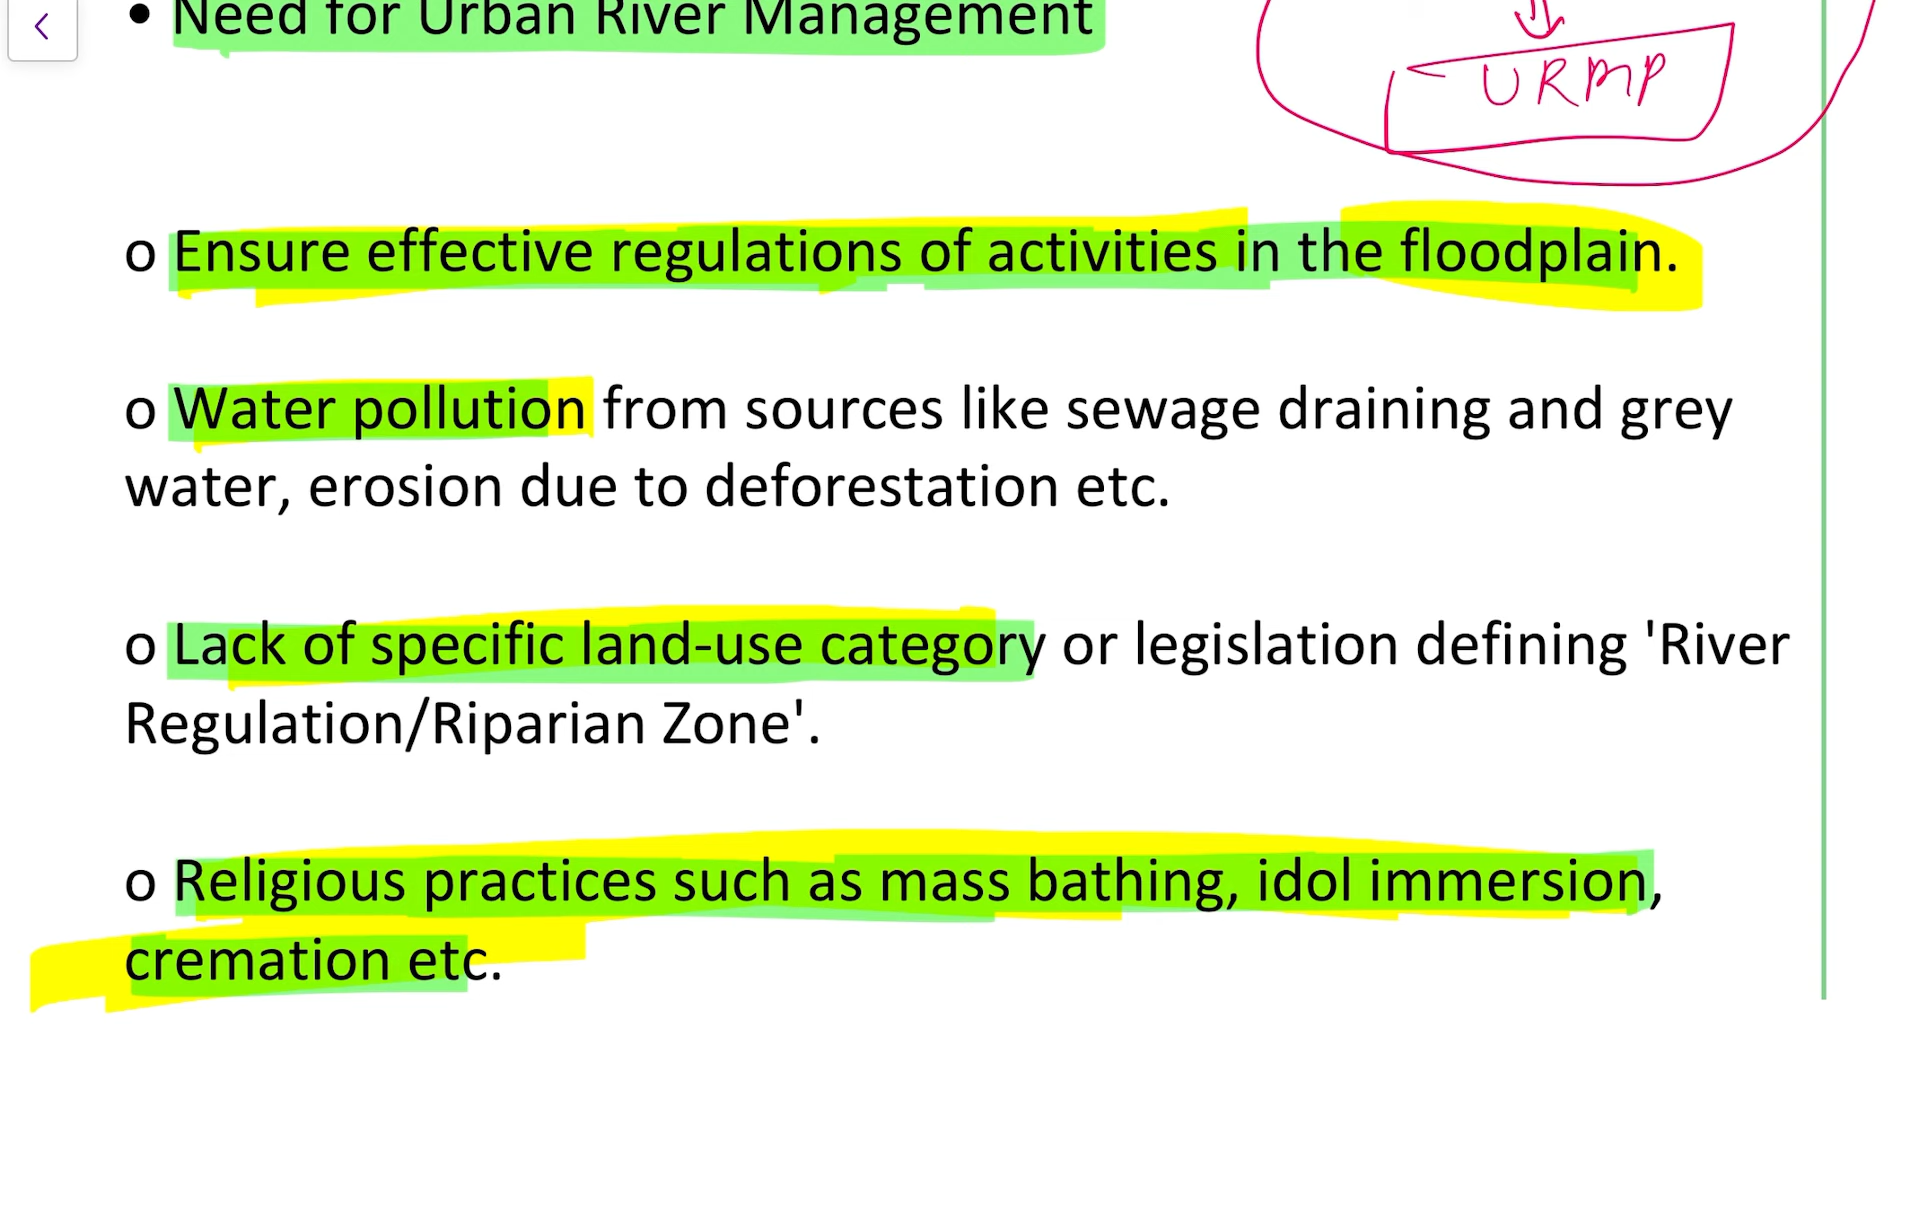 • Need for Urban River Management
URMP
o Ensure effective regulations of activities in the floodplain.
o Water pollution from sources like sewage draining and grey
water, erosion due to deforestation etc.
o Lack of specific land-use category or legislation defining 'River
Regulation/Riparian Zone'.
o Religious practices such as mass bathing, idol immersion,
cremation etc.